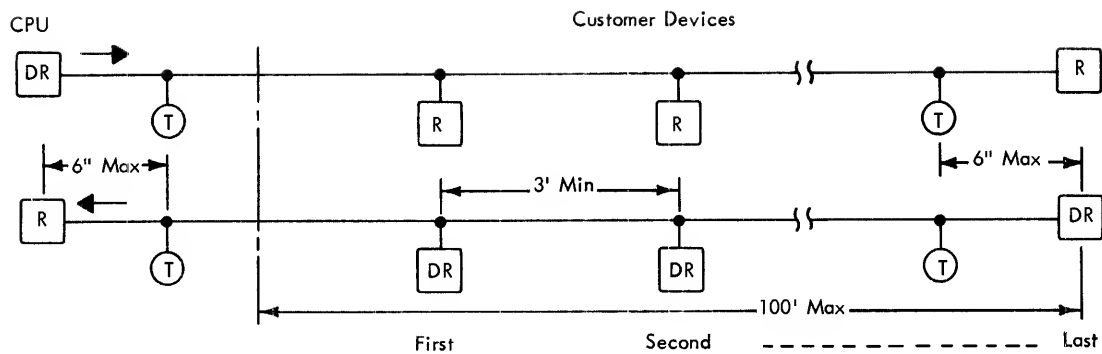 Customer Devices
CPU
DR
R
T
R
R
T
6" Max
3' Min
6" Max
R
DR
T
DR
DR
T
100' Max
First Second Last